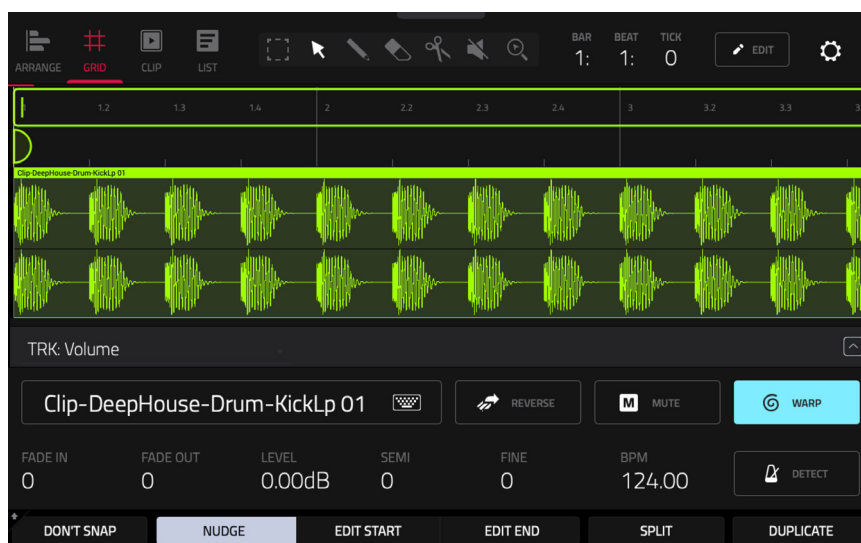 ARRANGE
GRID
CLIP
LIST
BAR BEAT TICK
1: 1: 0
EDIT
1.2 1.3 1.4 2 2.2 2.3 2.4 3 3.2 3.3
Clip-DeepHouse-Drum-KickLp 01
TRK: Volume
Clip-DeepHouse-Drum-KickLp 01
REVERSE
M MUTE
WARP
FADE IN FADE OUT LEVEL SEMI FINE BPM
0 0 0.00dB 0 0 124.00
DETECT
DON'T SNAP NUDGE EDIT START EDIT END SPLIT DUPLICATE